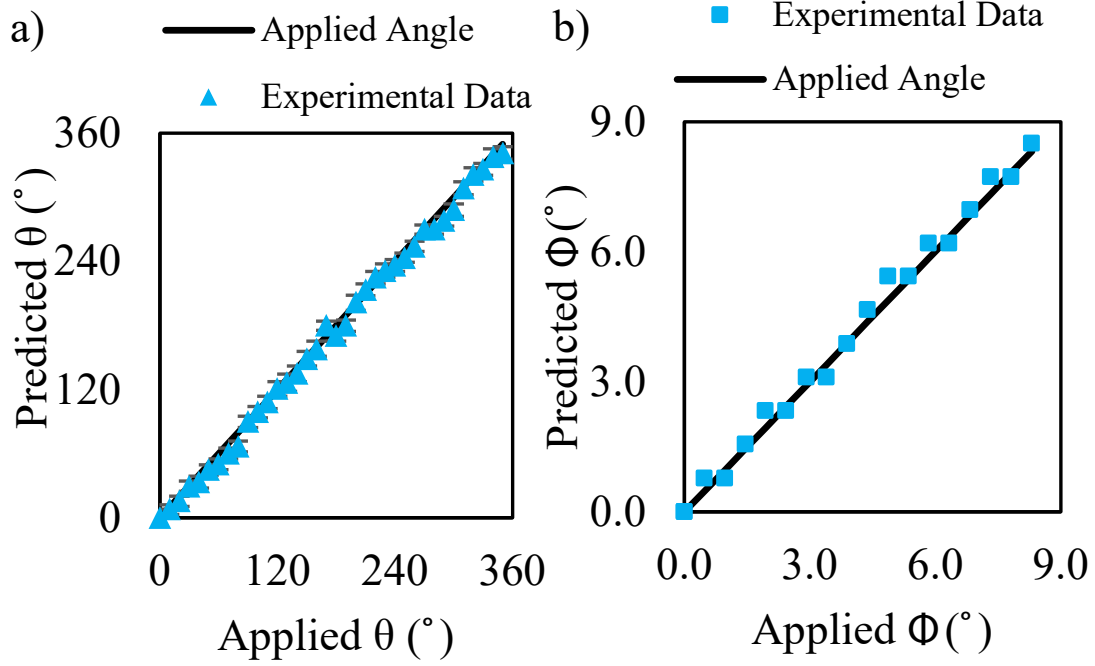 a)
Applied Angle
Experimental Data
360
240
120
0
Predicted θ (˚)
0 120 240 360
Applied θ (˚)
b)
Experimental Data
Applied Angle
9.0
6.0
3.0
0.0
Predicted Φ(˚)
0.0 3.0 6.0 9.0
Applied Φ(˚)